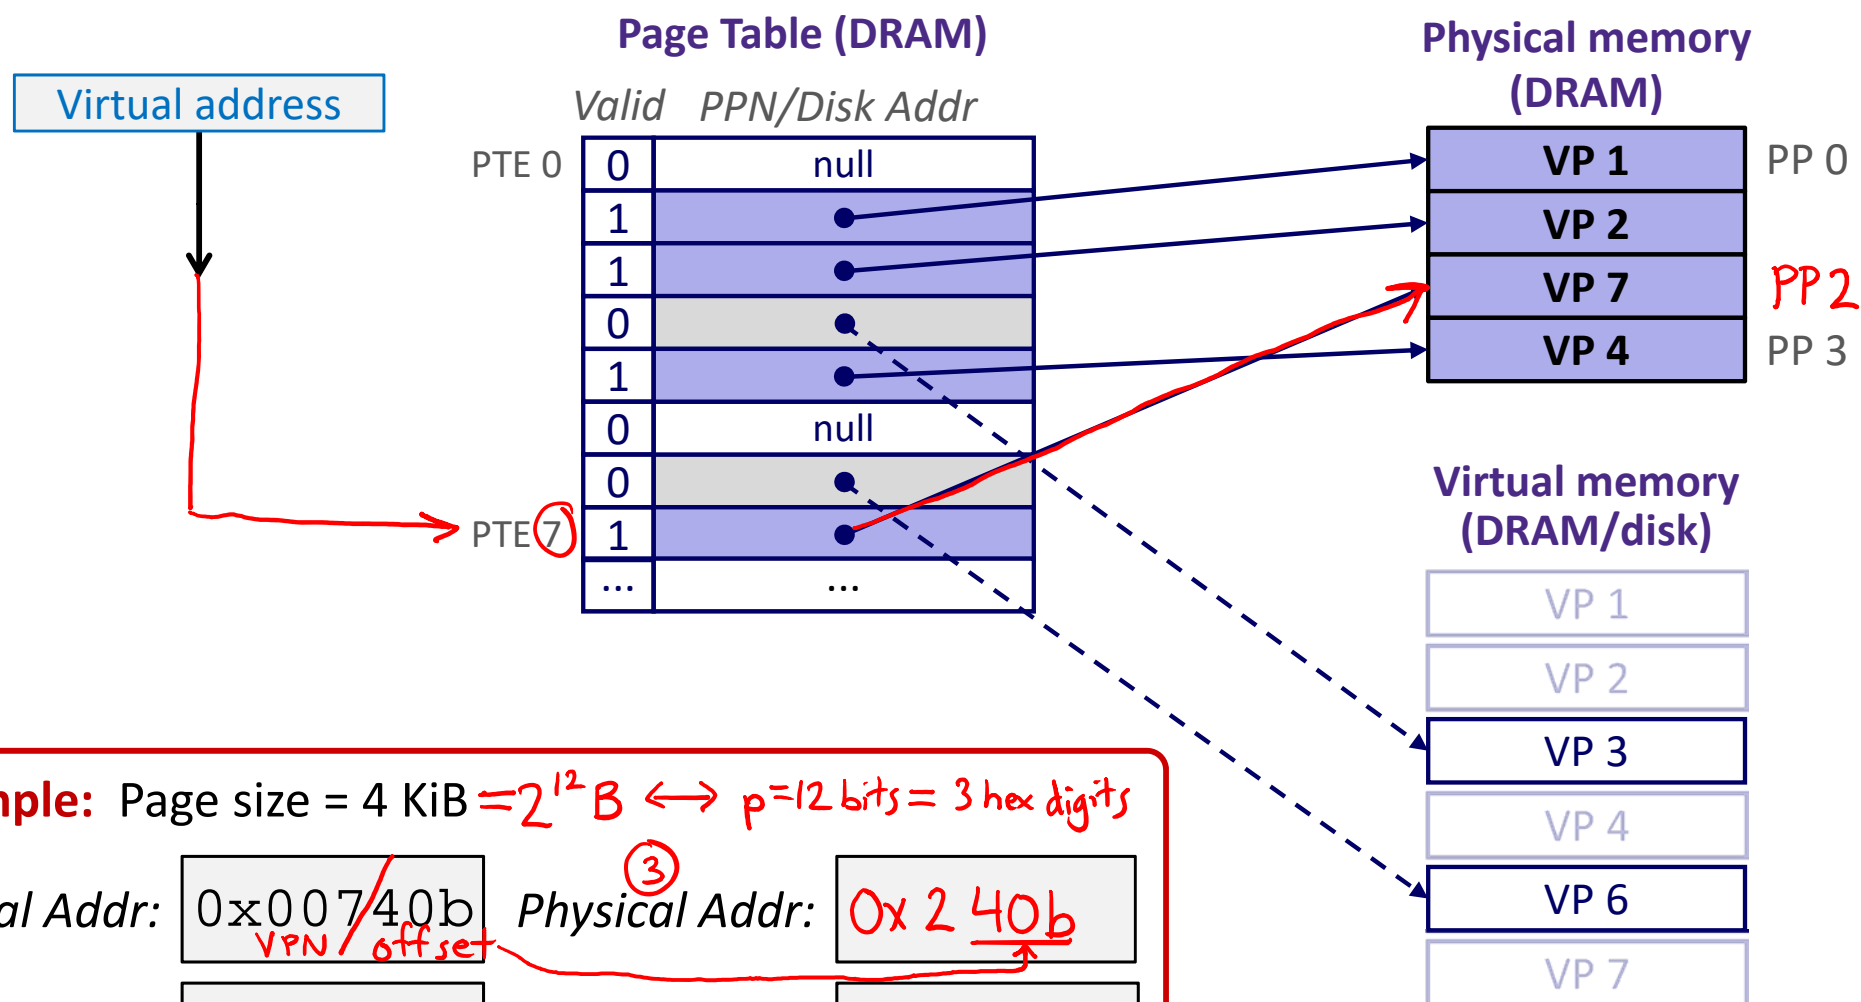 Page Table (DRAM)
Physical memory
(DRAM)
Virtual address
Valid PPN/Disk Addr
PTE 0 0 null
1
1
0
1
0 null
0
PTE 7 1
... ...
VP 1 PP 0
VP 2
VP 7 PP2
VP 4 PP 3
Virtual memory
(DRAM/disk)
VP 1
VP 2
VP 3
VP 4
VP 6
VP 7
mple: Page size = 4 KiB =2^12 B ↔ p=12 bits = 3 hex digits
3
al Addr: 0x00740b Physical Addr: 0x 2 40b
VPN / offset